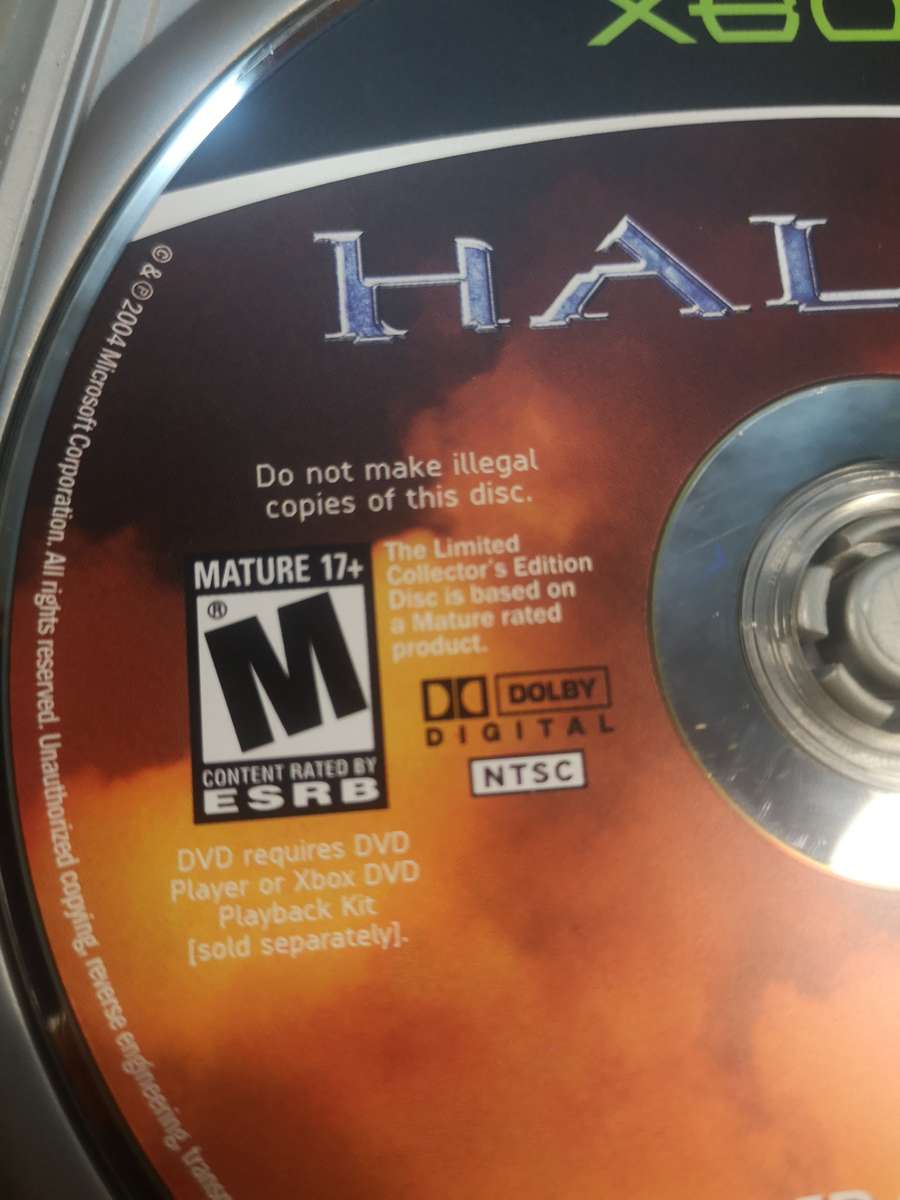 XBO
HAL
© & ℗ 2004 Microsoft Corporation. All rights reserved. Unauthorized copying, reverse engineering, trans
Do not make illegal
copies of this disc.
MATURE 17+
®
M
CONTENT RATED BY
ESRB
The Limited
Collector's Edition
Disc is based on
a Mature rated
product.
DOLBY
DIGITAL
NTSC
DVD requires DVD
Player or Xbox DVD
Playback Kit
[sold separately].